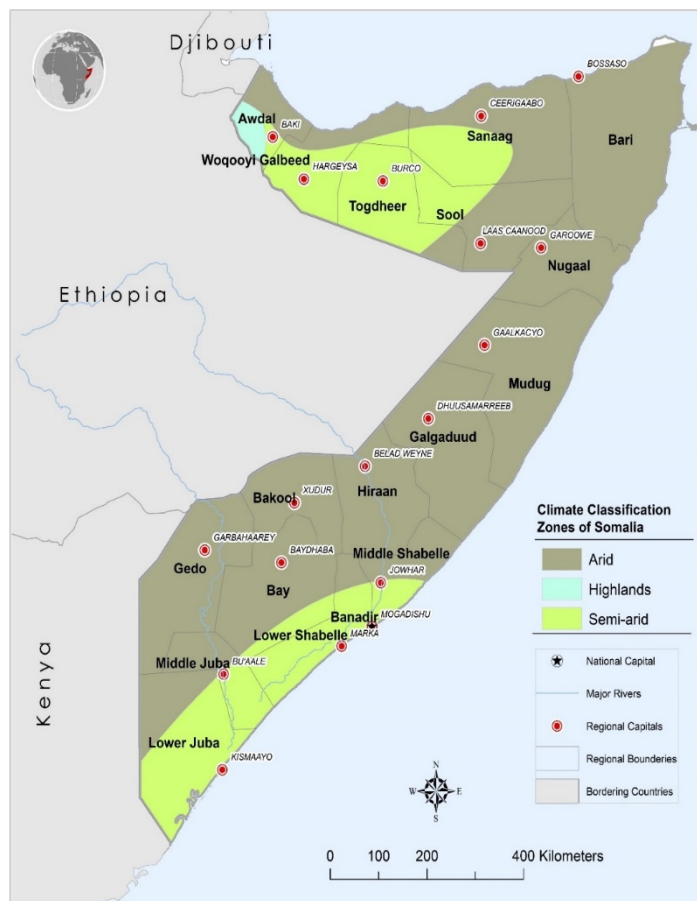 Djibouti
BOSSASO
CEERIGAABO
Awdal
BAKI
Sanaag
Bari
Woqooyi Galbeed
HARGEYSA
BURCO
Togdheer
Sool
LAAS CAANOOD
GAROOWE
Nugaal
Ethiopia
GAALKACYO
Mudug
DHUUSAMARREEB
Galgaduud
BELAD WEYNE
Hiraan
XUDUR
Bakool
GARBAHAAREY
BAYDHABA
Gedo
Bay
Middle Shabelle
JOWHAR
Banadir
MOGADISHU
Lower Shabelle
MARKA
Middle Juba
BU'AALE
Kenya
Lower Juba
KISMAAYO
Climate Classification
Zones of Somalia
Arid
Highlands
Semi-arid
National Capital
Major Rivers
Regional Capitals
Regional Bounderies
Bordering Countries
N
W
E
S
0 100 200 400 Kilometers